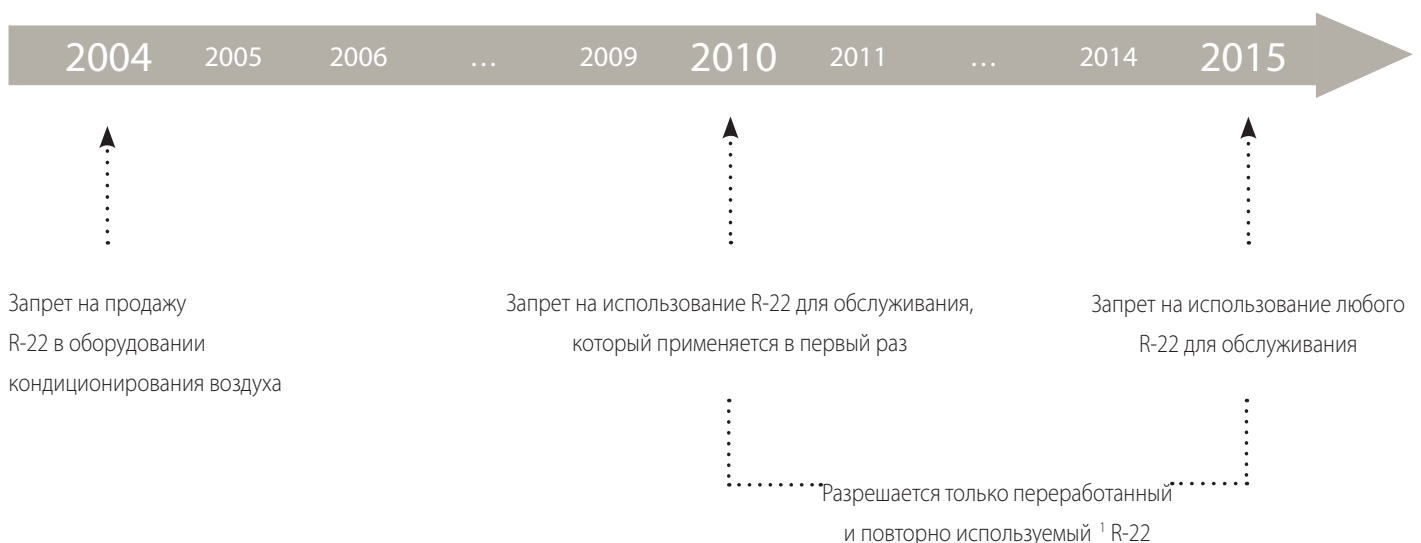 2004 2005 2006 ... 2009 2010 2011 ... 2014 2015
Запрет на продажу
R-22 в оборудовании
кондиционирования воздуха
Запрет на использование R-22 для обслуживания,
который применяется в первый раз
Запрет на использование любого
R-22 для обслуживания
Разрешается только переработанный
и повторно используемый ¹ R-22